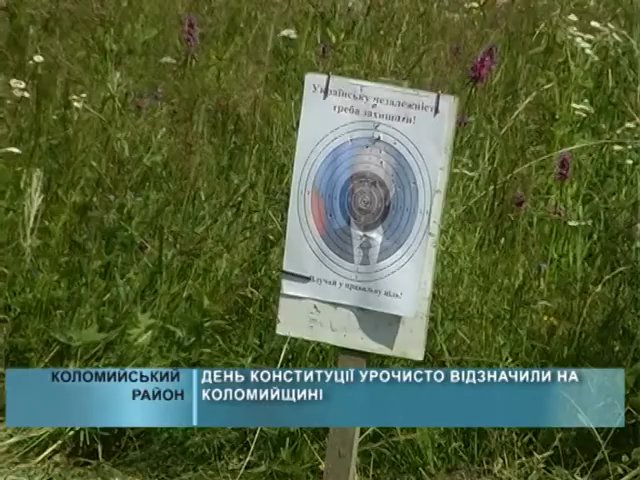 Українську незалежність
треба захищати!
Влучай у правильну ціль!
КОЛОМИЙСЬКИЙ
РАЙОН
ДЕНЬ КОНСТИТУЦІЇ УРОЧИСТО ВІДЗНАЧИЛИ НА
КОЛОМИЙЩИНІ